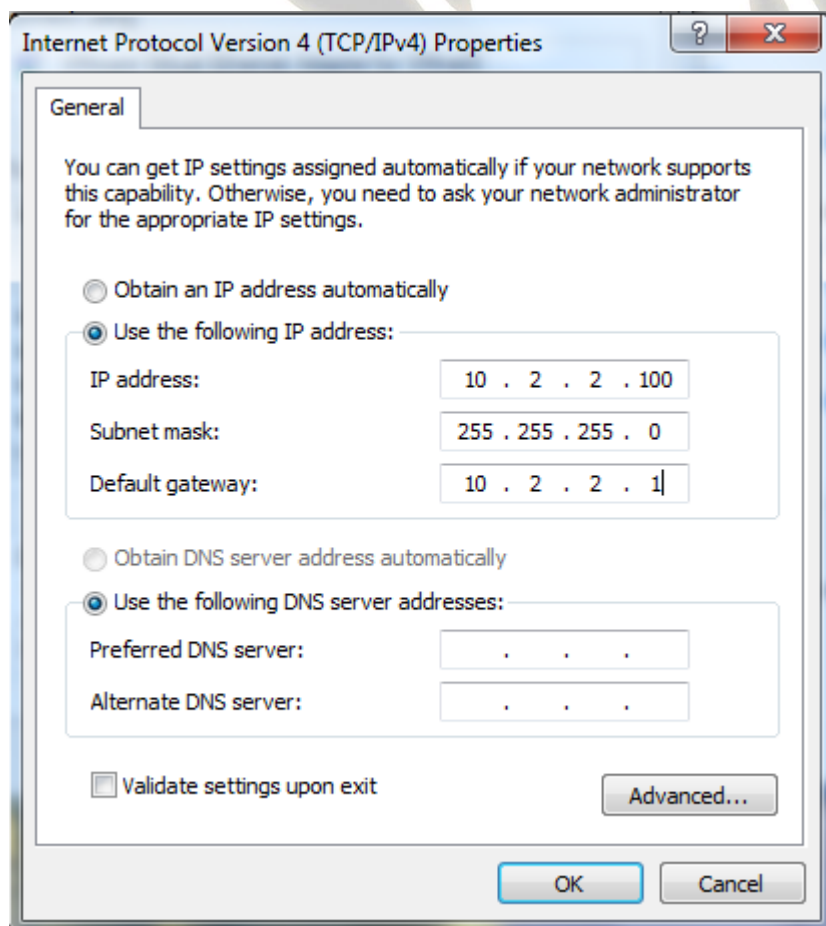 Internet Protocol Version 4 (TCP/IPv4) Properties
?
X
General
You can get IP settings assigned automatically if your network supports
this capability. Otherwise, you need to ask your network administrator
for the appropriate IP settings.
Obtain an IP address automatically
Use the following IP address:
IP address: 10 . 2 . 2 . 100
Subnet mask: 255 . 255 . 255 . 0
Default gateway: 10 . 2 . 2 . 1
Obtain DNS server address automatically
Use the following DNS server addresses:
Preferred DNS server: . . .
Alternate DNS server: . . .
Validate settings upon exit
Advanced...
OK Cancel